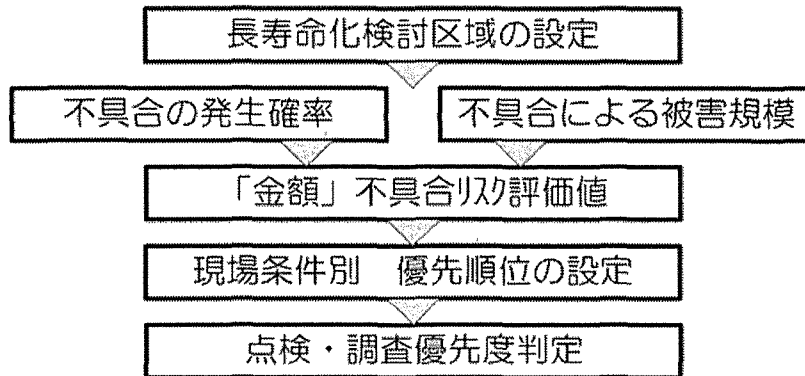 長寿命化検討区域の設定
不具合の発生確率
不具合による被害規模
「金額」不具合リスク評価値
現場条件別　優先順位の設定
点検・調査優先度判定